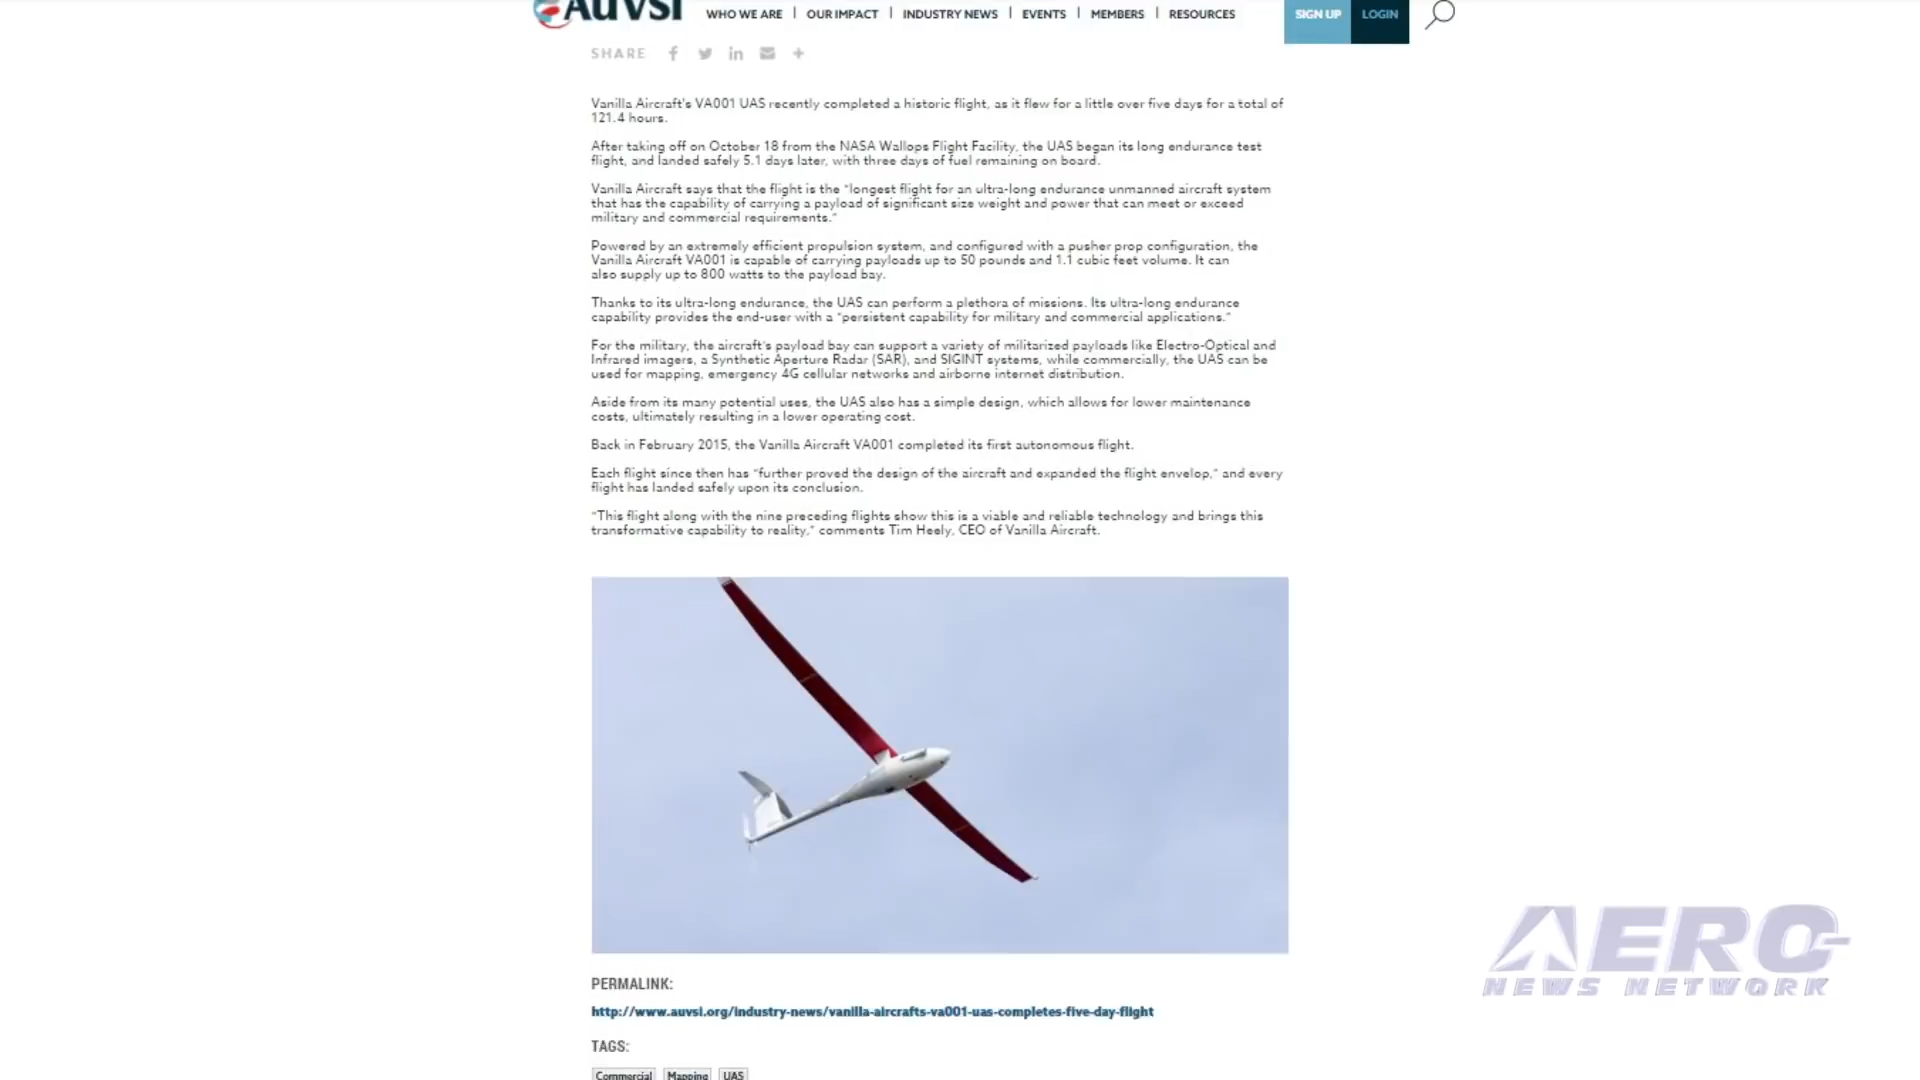 AUVSI
WHO WE ARE | OUR IMPACT | INDUSTRY NEWS | EVENTS | MEMBERS | RESOURCES
SIGN UP LOGIN
SHARE
Vanilla Aircraft's VA001 UAS recently completed a historic flight, as it flew for a little over five days for a total of
121.4 hours.
After taking off on October 18 from the NASA Wallops Flight Facility, the UAS began its long endurance test
flight, and landed safely 5.1 days later, with three days of fuel remaining on board.
Vanilla Aircraft says that the flight is the “longest flight for an ultra-long endurance unmanned aircraft system
that has the capability of carrying a payload of significant size weight and power that can meet or exceed
military and commercial requirements.”
Powered by an extremely efficient propulsion system, and configured with a pusher prop configuration, the
Vanilla Aircraft VA001 is capable of carrying payloads up to 50 pounds and 1.1 cubic feet volume. It can
also supply up to 800 watts to the payload bay.
Thanks to its ultra-long endurance, the UAS can perform a plethora of missions. Its ultra-long endurance
capability provides the end-user with a “persistent capability for military and commercial applications.”
For the military, the aircraft's payload bay can support a variety of militarized payloads like Electro-Optical and
Infrared imagers, a Synthetic Aperture Radar (SAR), and SIGINT systems, while commercially, the UAS can be
used for mapping, emergency 4G cellular networks and airborne internet distribution.
Aside from its many potential uses, the UAS also has a simple design, which allows for lower maintenance
costs, ultimately resulting in a lower operating cost.
Back in February 2015, the Vanilla Aircraft VA001 completed its first autonomous flight.
Each flight since then has “further proved the design of the aircraft and expanded the flight envelop,” and every
flight has landed safely upon its conclusion.
“This flight along with the nine preceding flights show this is a viable and reliable technology and brings this
transformative capability to reality,” comments Tim Heely, CEO of Vanilla Aircraft.
PERMALINK:
http://www.auvsi.org/industry-news/vanilla-aircrafts-va001-uas-completes-five-day-flight
TAGS:
Commercial Mapping UAS
AERO
NEWS NETWORK